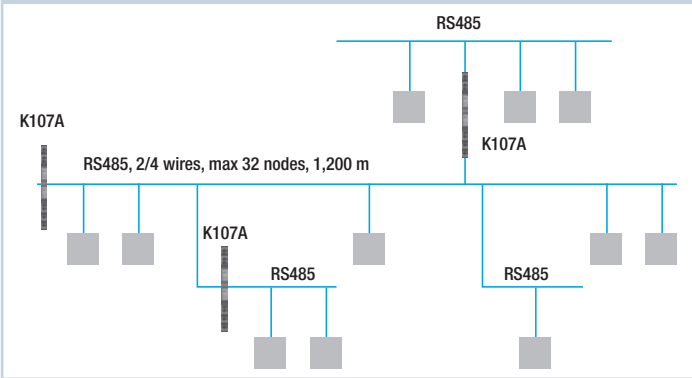 RS485
K107A
K107A
RS485, 2/4 wires, max 32 nodes, 1,200 m
K107A
RS485
RS485